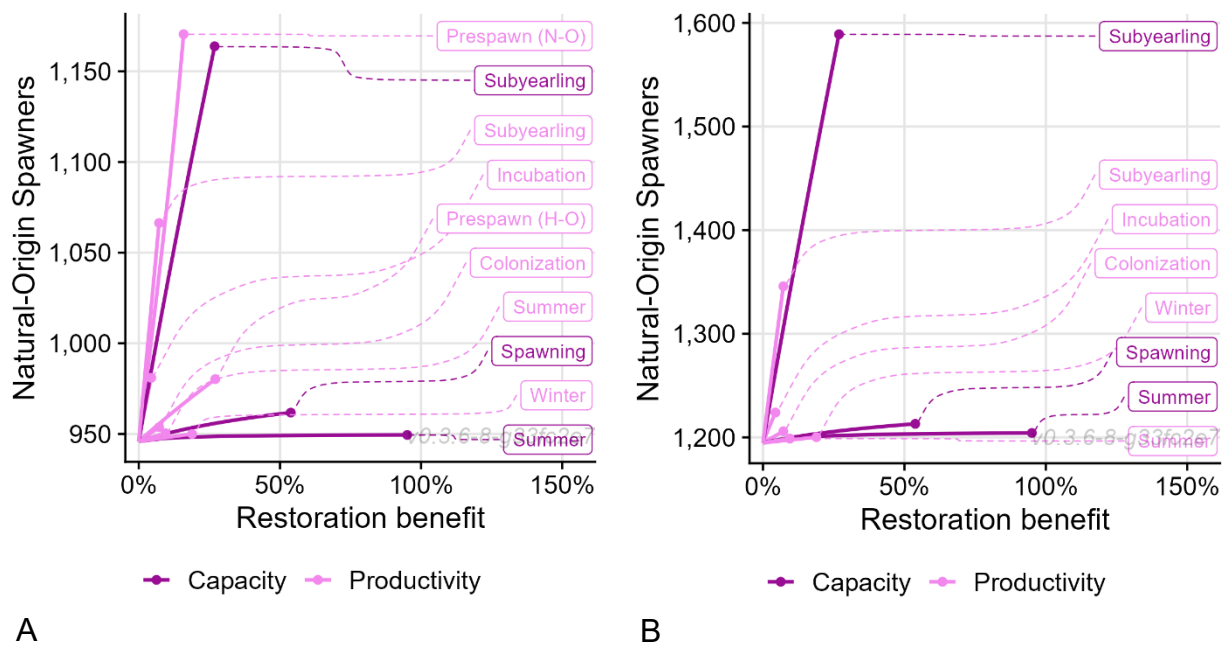 Natural-Origin Spawners
1,150
1,100
1,050
1,000
950
0%
50%
100%
150%
Restoration benefit
Prespawn (N-O)
Subyearling
Subyearling
Incubation
Prespawn (H-O)
Colonization
Summer
Spawning
Winter
Summer
Capacity
Productivity
A
Natural-Origin Spawners
1,600
1,500
1,400
1,300
1,200
0%
50%
100%
150%
Restoration benefit
Subyearling
Subyearling
Incubation
Colonization
Winter
Spawning
Summer
Summer
Capacity
Productivity
B